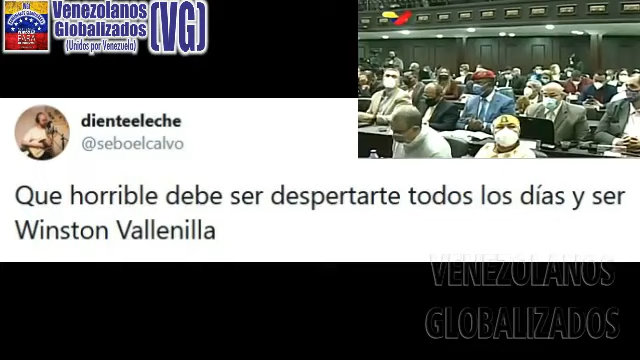 Venezolanos
Globalizados
(Unidos por Venezuela)
(VG)
dienteeleche
@seboelcalvo
Que horrible debe ser despertarte todos los días y ser
Winston Vallenilla
VENEZOLANOS
GLOBALIZADOS